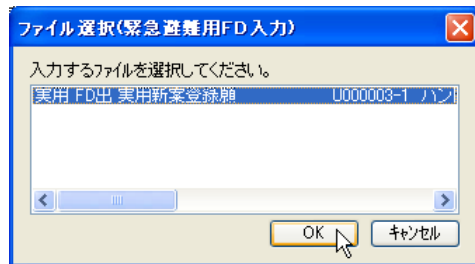 ファイル選択(緊急避難用FD入力)
入力するファイルを選択してください。
実用 FD出 実用新案登録願 U000003-1 ハン
OK キャンセル